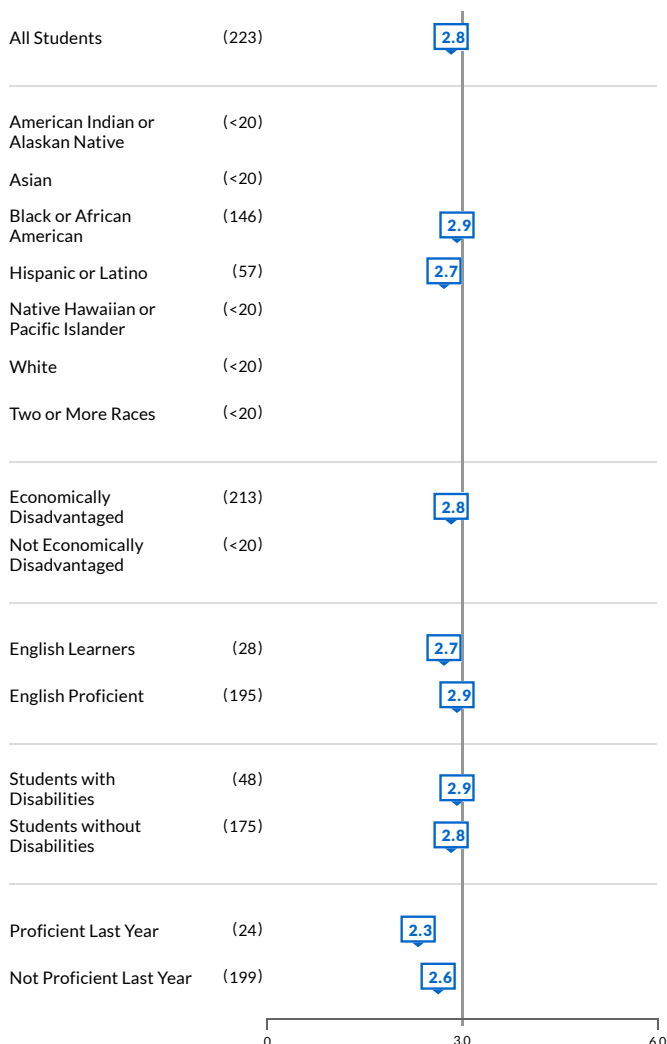 All Students (223) 2.8
American Indian or (<20)
Alaskan Native
Asian (<20)
Black or African (146) 2.9
American
Hispanic or Latino (57) 2.7
Native Hawaiian or (<20)
Pacific Islander
White (<20)
Two or More Races (<20)
Economically (213) 2.8
Disadvantaged
Not Economically (<20)
Disadvantaged
English Learners (28) 2.7
English Proficient (195) 2.9
Students with (48) 2.9
Disabilities
Students without (175) 2.8
Disabilities
Proficient Last Year (24) 2.3
Not Proficient Last Year (199) 2.6
0 3.0 6.0